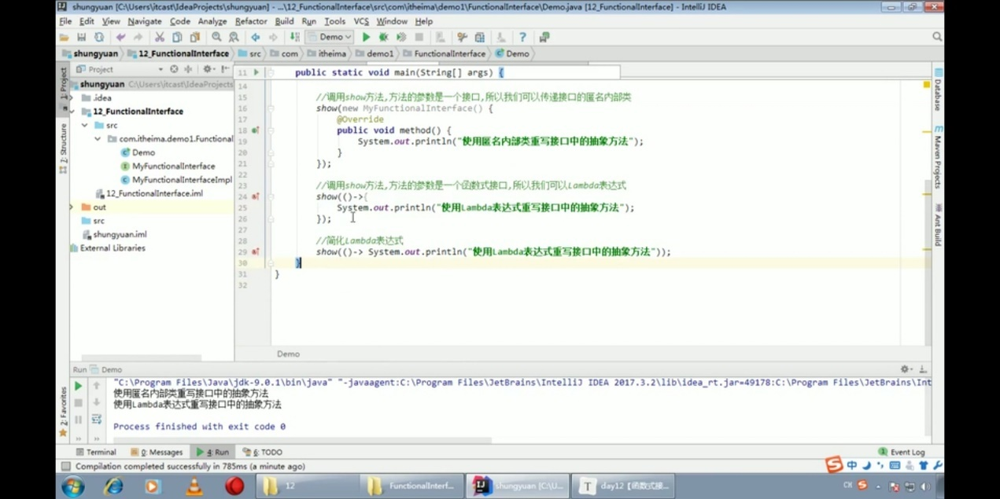 shungyuan [C:\Users\itcast\IdeaProjects\shungyuan] - ...\12_FunctionalInterface\src\com\itheima\demo1\FunctionalInterface\Demo.java [12_FunctionalInterface] - IntelliJ IDEA
File Edit View Navigate Code Analyze Refactor Build Run Tools VCS Window Help
Demo
shungyuan 12_FunctionalInterface src com itheima demo1 FunctionalInterface Demo
Project
11 public static void main(String[] args) {
shungyuan C:\Users\itcast\IdeaProjects
.idea
12_FunctionalInterface
src
com.itheima.demo1.Functional
Demo
MyFunctionalInterface
MyFunctionalInterfaceImpl
12_FunctionalInterface.iml
out
src
shungyuan.iml
External Libraries
14
15 //调用show方法,方法的参数是一个接口,所以我们可以传递接口的匿名内部类
16 show(new MyFunctionalInterface() {
17 @Override
18 public void method() {
19 System.out.println("使用匿名内部类重写接口中的抽象方法");
20 }
21 });
22
23 //调用show方法,方法的参数是一个函数式接口,所以我们可以Lambda表达式
24 show(()->{
25 System.out.println("使用Lambda表达式重写接口中的抽象方法");
26 });
27
28 //简化Lambda表达式
29 show(()-> System.out.println("使用Lambda表达式重写接口中的抽象方法"));
30 }
31 }
32
Demo
1: Project
2: Structure
2: Favorites
Database
Maven Projects
Ant Build
Run Demo
"C:\Program Files\Java\jdk-9.0.1\bin\java" "-javaagent:C:\Program Files\JetBrains\IntelliJ IDEA 2017.3.2\lib\idea_rt.jar=49178:C:\Program Files\JetBrains\Int
使用匿名内部类重写接口中的抽象方法
使用Lambda表达式重写接口中的抽象方法
Process finished with exit code 0
Terminal 0: Messages 4: Run 6: TODO Event Log
Compilation completed successfully in 785ms (a minute ago)
中
12 FunctionalInterf... shungyuan [C:\U... day12【函数式接... CH